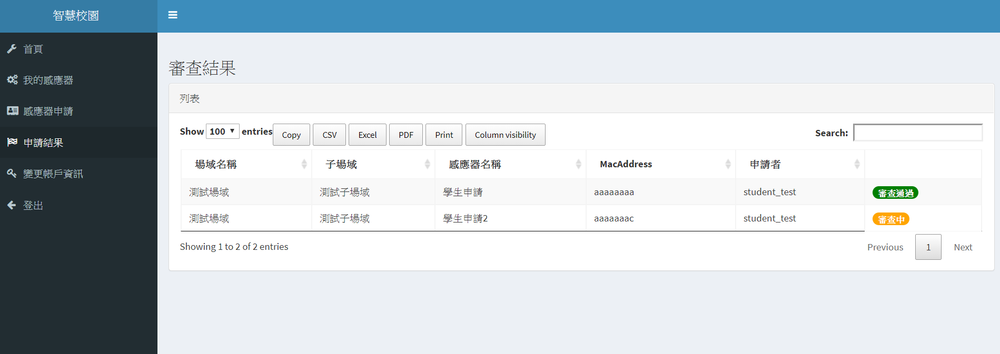 智慧校園
首頁
我的感應器
感應器申請
申請結果
變更帳戶資訊
登出
審查結果
列表
Show 100 entries Copy CSV Excel PDF Print Column visibility Search:
場域名稱 子場域 感應器名稱 MacAddress 申請者
測試場域 測試子場域 學生申請 aaaaaaaa student_test 審查通過
測試場域 測試子場域 學生申請2 aaaaaaac student_test 審查中
Showing 1 to 2 of 2 entries Previous 1 Next